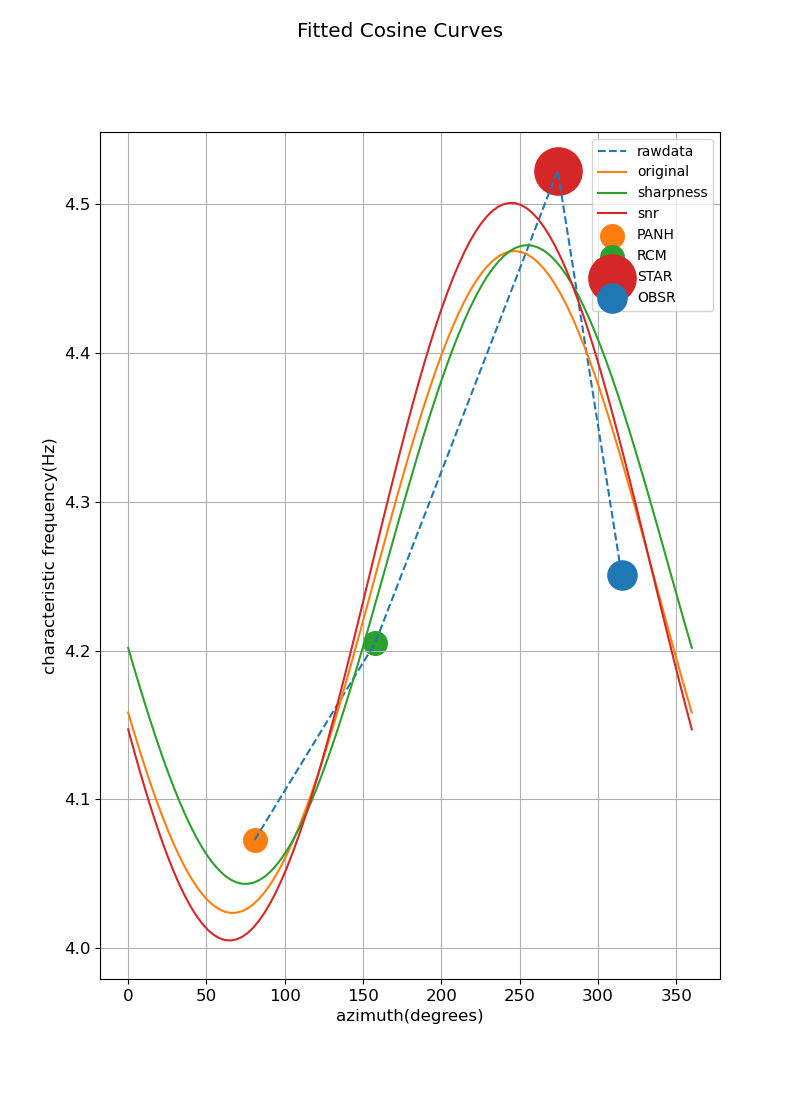 Fitted Cosine Curves
rawdata
original
sharpness
snr
PANH
RCM
STAR
OBSR
4.5
4.4
4.3
4.2
4.1
4.0
characteristic frequency(Hz)
0 50 100 150 200 250 300 350
azimuth(degrees)